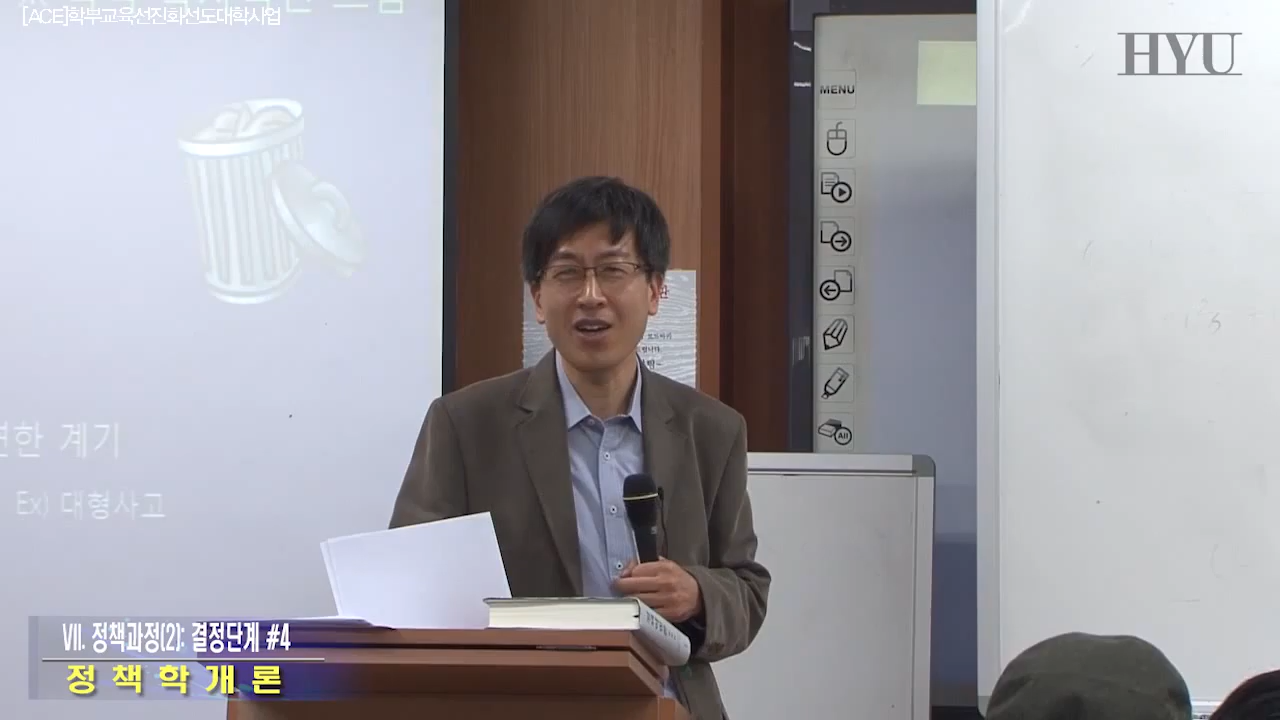 [ACE]학부교육선진화선도대학사업
HYU
MENU
All
계기
Ex) 대형사고
VII. 정책과정(2): 결정단계 #4
정책학개론